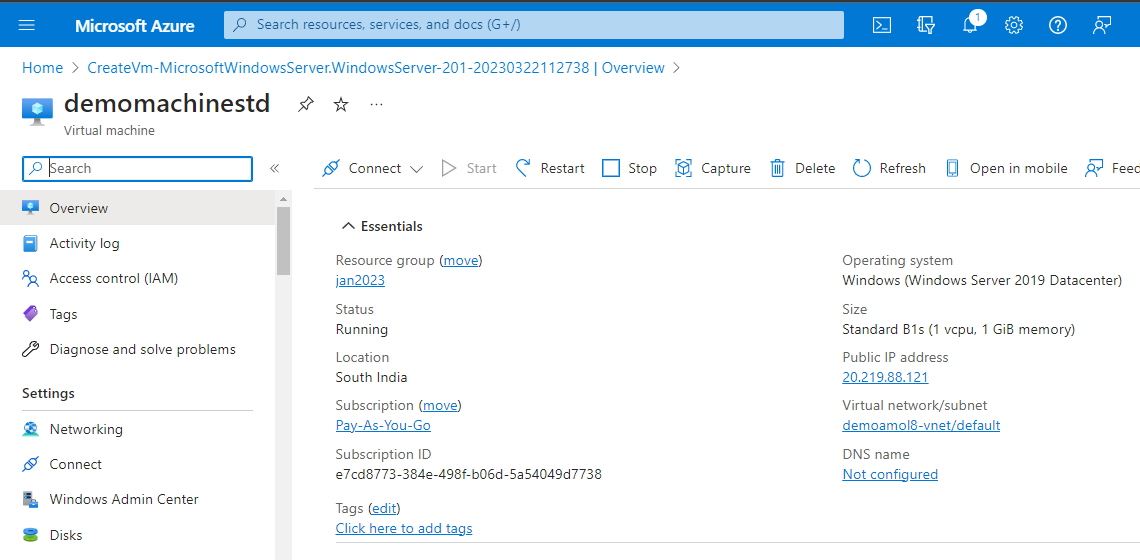 Microsoft Azure
Search resources, services, and docs (G+/)
1
Home > CreateVm-MicrosoftWindowsServer.WindowsServer-201-20230322112738 | Overview >
demomachinestd
Virtual machine
Search
Connect Start Restart Stop Capture Delete Refresh Open in mobile Feed
Overview
Activity log
Access control (IAM)
Tags
Diagnose and solve problems
Settings
Networking
Connect
Windows Admin Center
Disks
Essentials
Resource group (move)
jan2023
Status
Running
Location
South India
Subscription (move)
Pay-As-You-Go
Subscription ID
e7cd8773-384e-498f-b06d-5a54049d7738
Tags (edit)
Click here to add tags
Operating system
Windows (Windows Server 2019 Datacenter)
Size
Standard B1s (1 vcpu, 1 GiB memory)
Public IP address
20.219.88.121
Virtual network/subnet
demoamol8-vnet/default
DNS name
Not configured